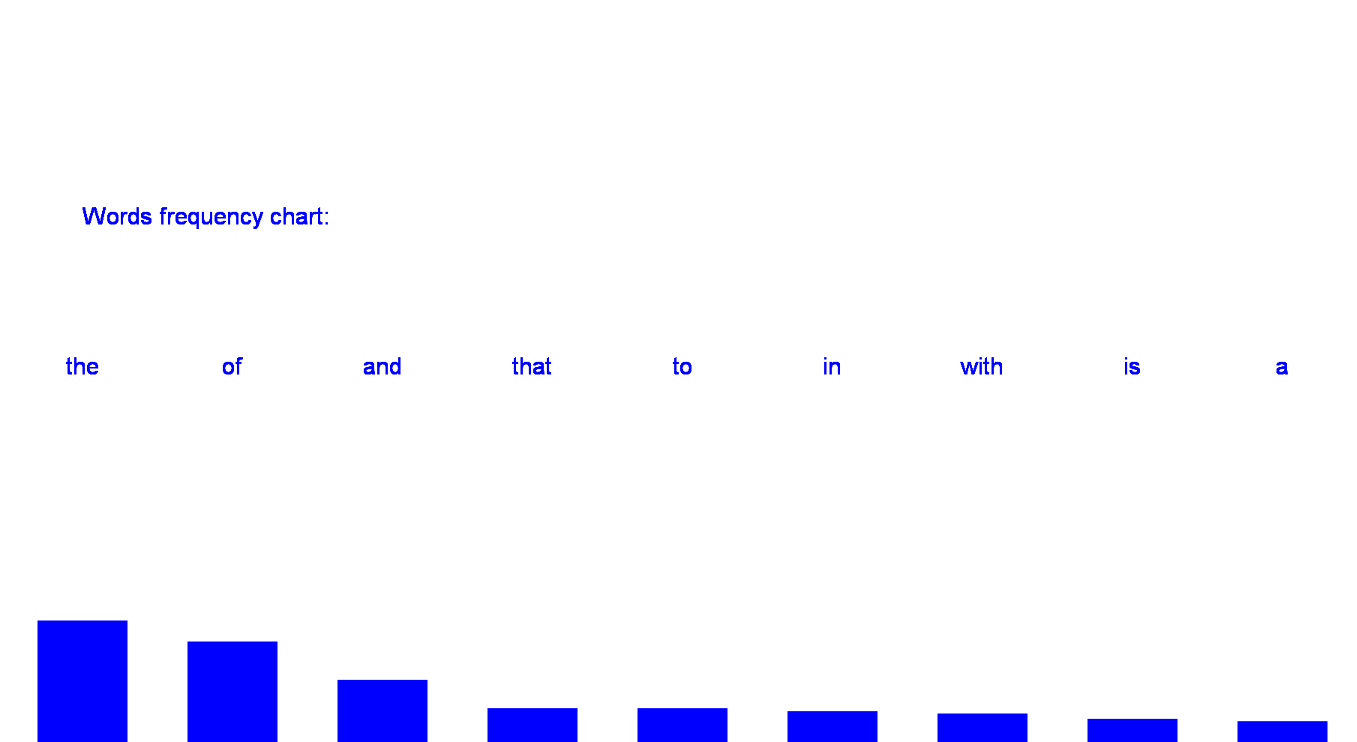 Words frequency chart:
the of and that to in with is a